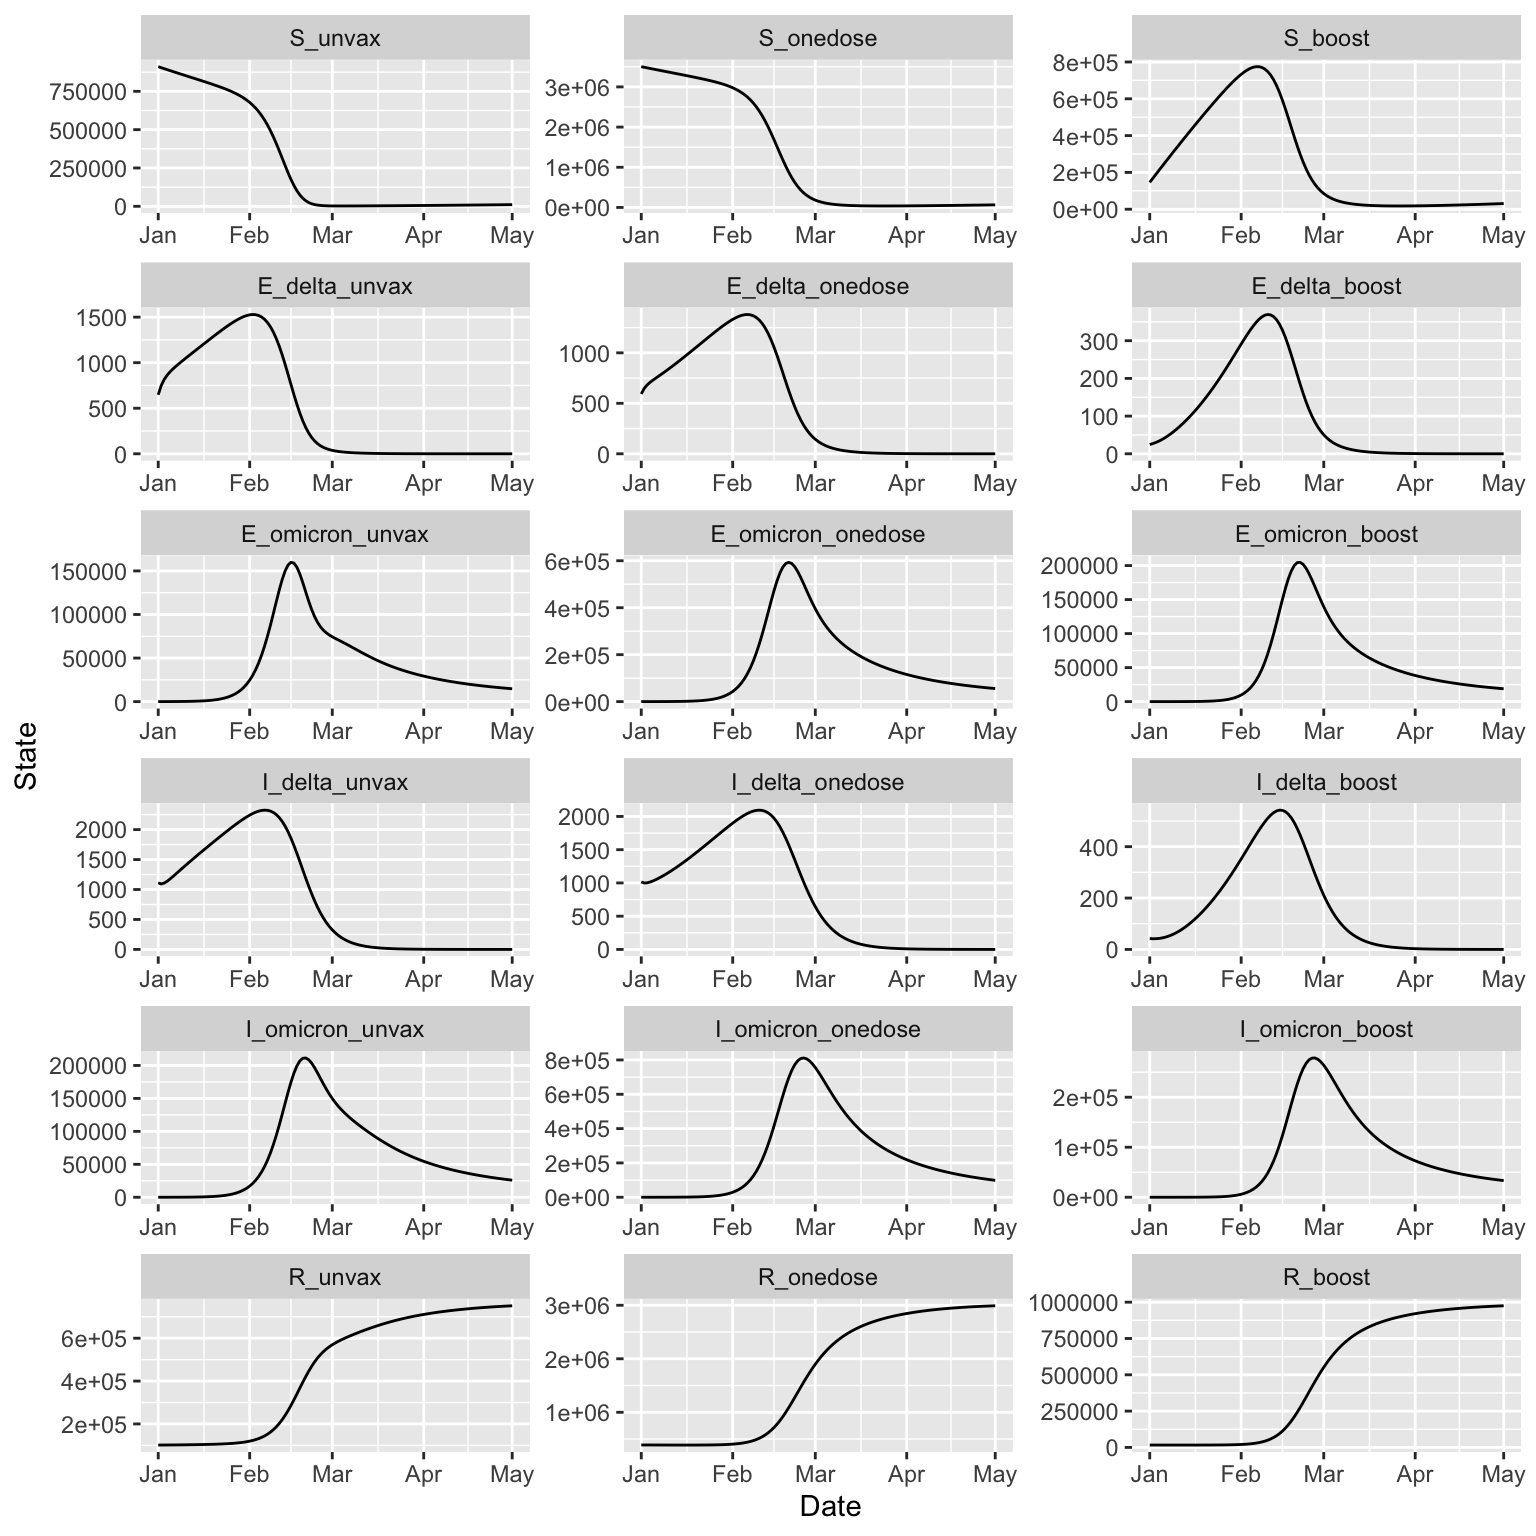 S_unvax S_onedose S_boost
750000
500000
250000
0
3e+06
2e+06
1e+06
0e+00
8e+05
6e+05
4e+05
2e+05
0e+00
Jan Feb Mar Apr May
Jan Feb Mar Apr May
Jan Feb Mar Apr May
E_delta_unvax E_delta_onedose E_delta_boost
1500
1000
500
0
1000
500
0
300
200
100
0
Jan Feb Mar Apr May
Jan Feb Mar Apr May
Jan Feb Mar Apr May
E_omicron_unvax E_omicron_onedose E_omicron_boost
150000
100000
50000
0
6e+05
4e+05
2e+05
0e+00
200000
150000
100000
50000
0
Jan Feb Mar Apr May
Jan Feb Mar Apr May
Jan Feb Mar Apr May
State
I_delta_unvax I_delta_onedose I_delta_boost
2000
1500
1000
500
0
2000
1500
1000
500
0
400
200
0
Jan Feb Mar Apr May
Jan Feb Mar Apr May
Jan Feb Mar Apr May
I_omicron_unvax I_omicron_onedose I_omicron_boost
200000
150000
100000
50000
0
8e+05
6e+05
4e+05
2e+05
0e+00
2e+05
1e+05
0e+00
Jan Feb Mar Apr May
Jan Feb Mar Apr May
Jan Feb Mar Apr May
R_unvax R_onedose R_boost
6e+05
4e+05
2e+05
3e+06
2e+06
1e+06
1000000
750000
500000
250000
0
Jan Feb Mar Apr May
Jan Feb Mar Apr May
Jan Feb Mar Apr May
Date